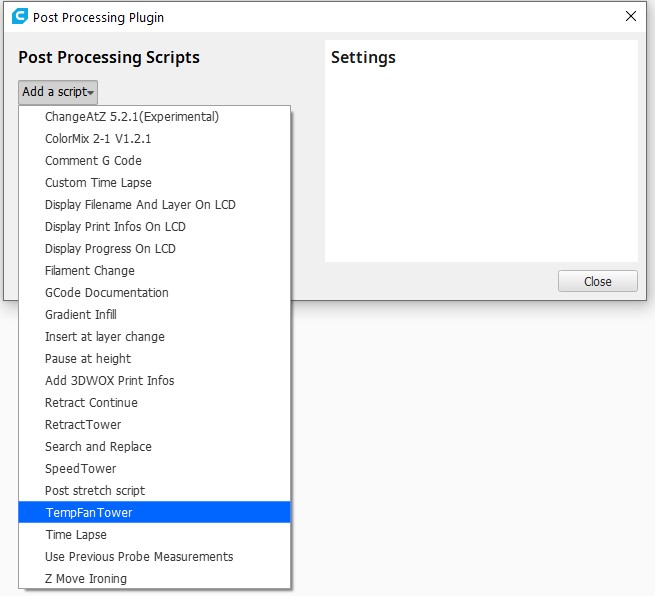 Post Processing Plugin
Post Processing Scripts
Settings
Add a script
ChangeAtZ 5.2.1(Experimental)
ColorMix 2-1 V1.2.1
Comment G Code
Custom Time Lapse
Display Filename And Layer On LCD
Display Print Infos On LCD
Display Progress On LCD
Filament Change
GCode Documentation
Gradient Infill
Insert at layer change
Pause at height
Add 3DWOX Print Infos
Retract Continue
RetractTower
Search and Replace
SpeedTower
Post stretch script
TempFanTower
Time Lapse
Use Previous Probe Measurements
Z Move Ironing
Close